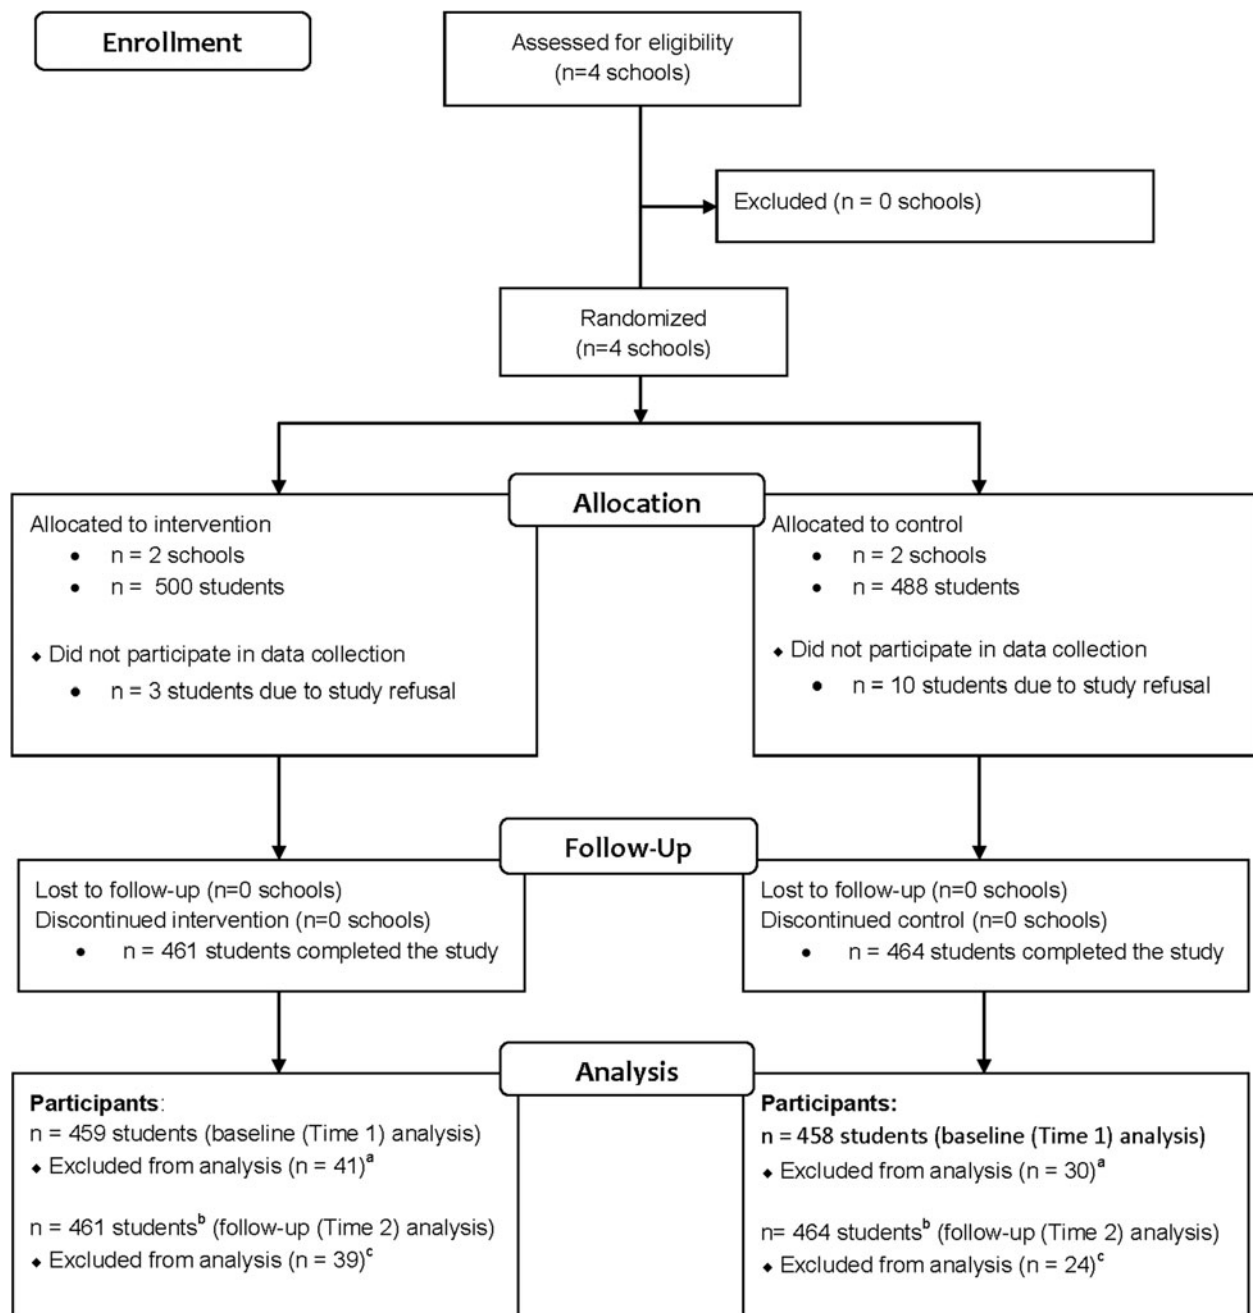 Enrollment
Assessed for eligibility
(n=4 schools)
Excluded (n = 0 schools)
Randomized
(n=4 schools)
Allocation
Allocated to intervention
• n = 2 schools
• n = 500 students
⬥ Did not participate in data collection
• n = 3 students due to study refusal
Allocated to control
• n = 2 schools
• n = 488 students
⬥ Did not participate in data collection
• n = 10 students due to study refusal
Follow-Up
Lost to follow-up (n=0 schools)
Discontinued intervention (n=0 schools)
• n = 461 students completed the study
Lost to follow-up (n=0 schools)
Discontinued control (n=0 schools)
• n = 464 students completed the study
Analysis
Participants:
n = 459 students (baseline (Time 1) analysis)
⬥ Excluded from analysis (n = 41)ᵃ
n = 461 studentsᵇ (follow-up (Time 2) analysis)
⬥ Excluded from analysis (n = 39)ᶜ
Participants:
n = 458 students (baseline (Time 1) analysis)
⬥ Excluded from analysis (n = 30)ᵃ
n= 464 studentsᵇ (follow-up (Time 2) analysis)
⬥ Excluded from analysis (n = 24)ᶜ